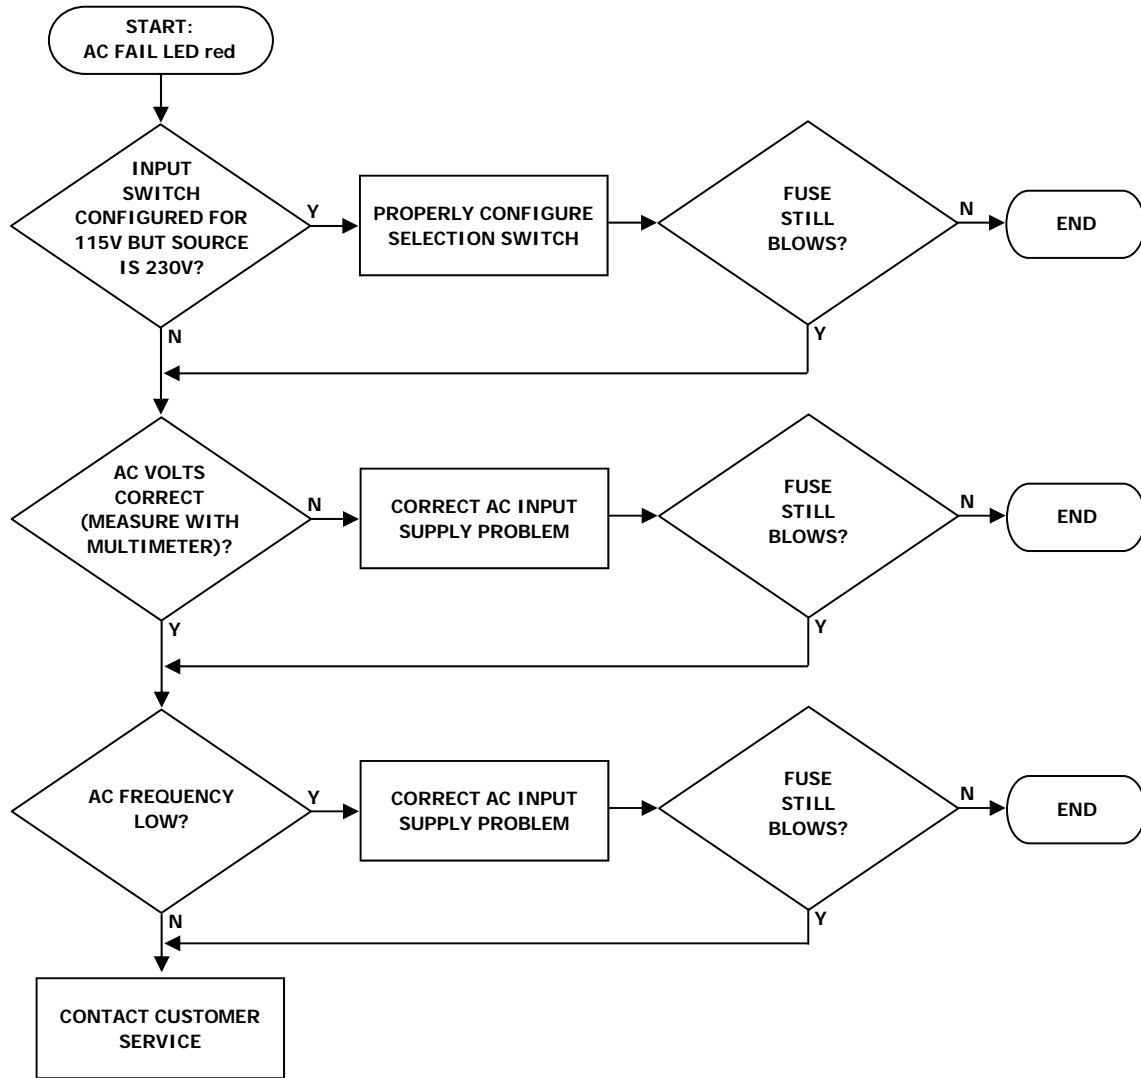 START:
AC FAIL LED red
INPUT
SWITCH
CONFIGURED FOR
115V BUT SOURCE
IS 230V?
Y
PROPERLY CONFIGURE
SELECTION SWITCH
FUSE
STILL
BLOWS?
N
END
N
Y
AC VOLTS
CORRECT
(MEASURE WITH
MULTIMETER)?
N
CORRECT AC INPUT
SUPPLY PROBLEM
FUSE
STILL
BLOWS?
N
END
Y
Y
AC FREQUENCY
LOW?
Y
CORRECT AC INPUT
SUPPLY PROBLEM
FUSE
STILL
BLOWS?
N
END
N
Y
CONTACT CUSTOMER
SERVICE